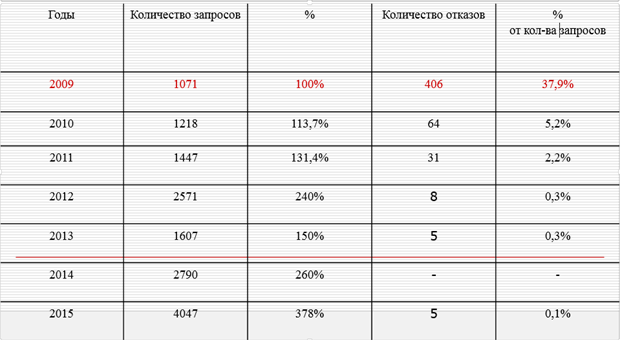 Годы Количество запросов % Количество отказов %
от кол-ва запросов
2009 1071 100% 406 37,9%
2010 1218 113,7% 64 5,2%
2011 1447 131,4% 31 2,2%
2012 2571 240% 8 0,3%
2013 1607 150% 5 0,3%
2014 2790 260% - -
2015 4047 378% 5 0,1%